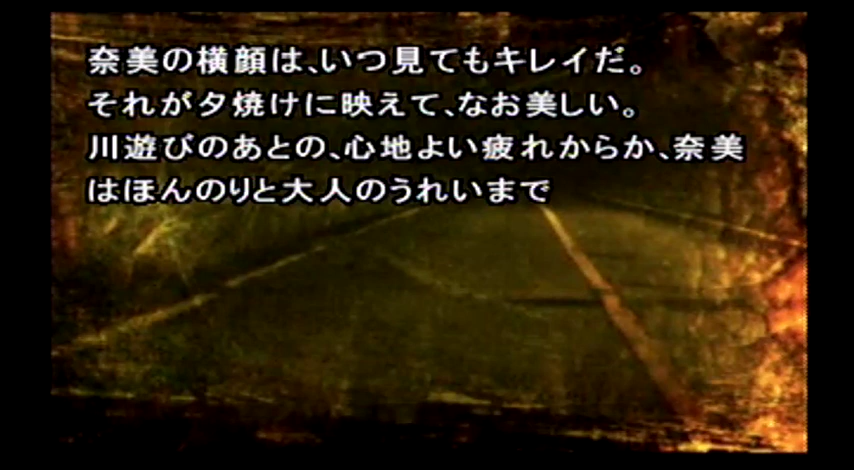 奈美の横顔は、いつ見てもキレイだ。
それが夕焼けに映えて、なお美しい。
川遊びのあとの、心地よい疲れからか、奈美
はほんのりと大人のうれいまで